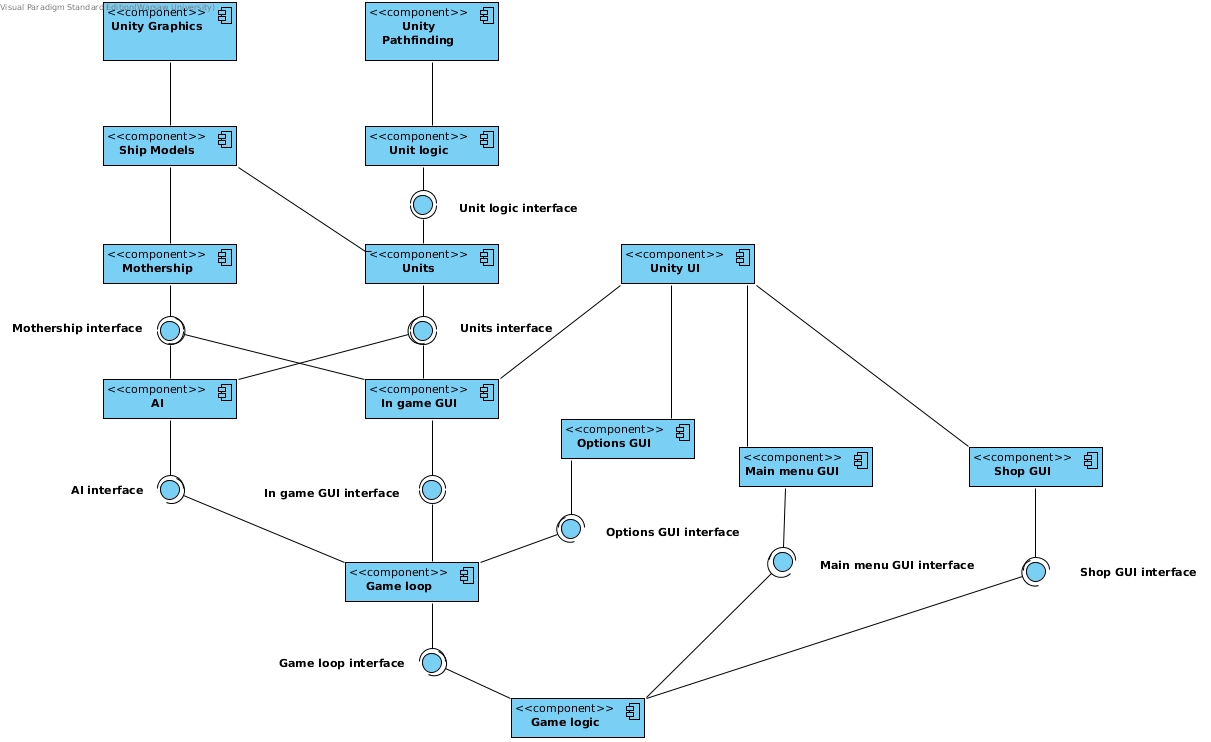 Visual Paradigm Standard Edition(Warsaw University)
<<component>>
Unity Graphics
<<component>>
Unity
Pathfinding
<<component>>
Ship Models
<<component>>
Unit logic
Unit logic interface
<<component>>
Mothership
<<component>>
Units
<<component>>
Unity UI
Mothership interface
Units interface
<<component>>
AI
<<component>>
In game GUI
<<component>>
Options GUI
<<component>>
Main menu GUI
<<component>>
Shop GUI
AI interface
In game GUI interface
Options GUI interface
Main menu GUI interface
Shop GUI interface
<<component>>
Game loop
Game loop interface
<<component>>
Game logic